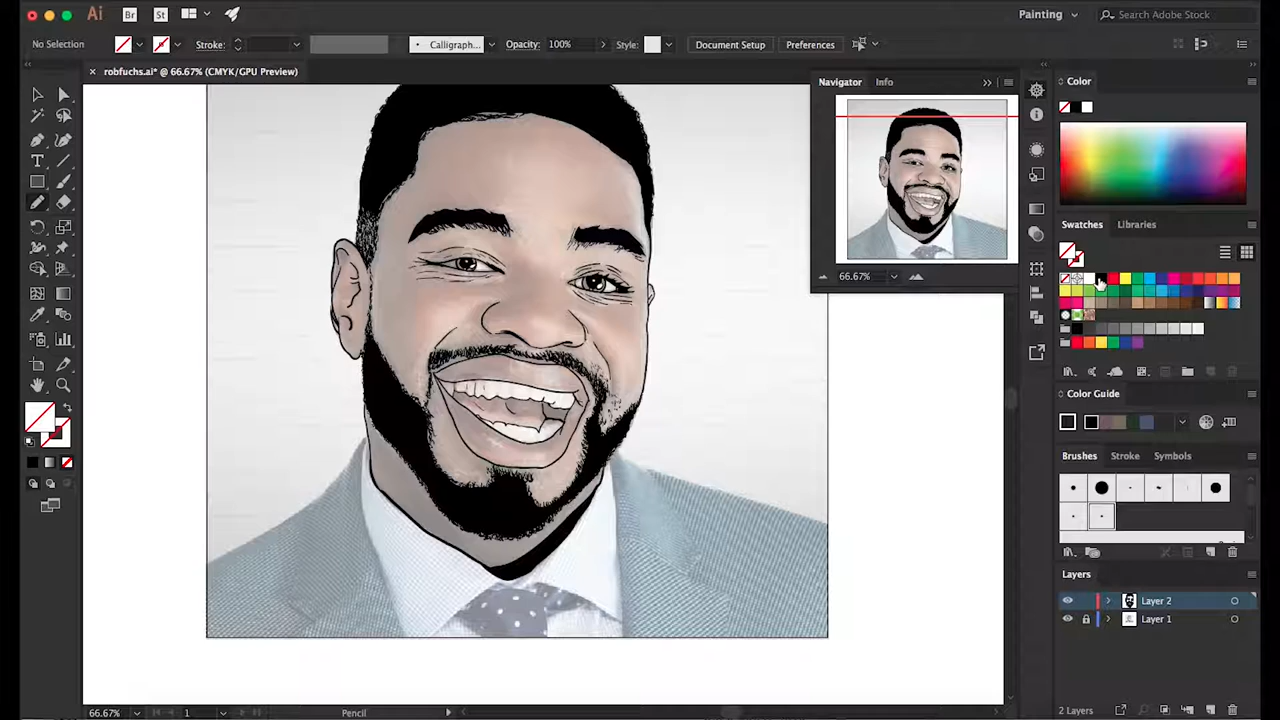 Ai Br St Painting Search Adobe Stock
No Selection Stroke: Calligraph... Opacity: 100% Style: Document Setup Preferences
× robfuchs.ai* @ 66.67% (CMYK/GPU Preview)
Navigator Info
66.67%
Color
Swatches Libraries
Color Guide
Brushes Stroke Symbols
Layers
Layer 2
Layer 1
2 Layers
66.67% 1 Pencil